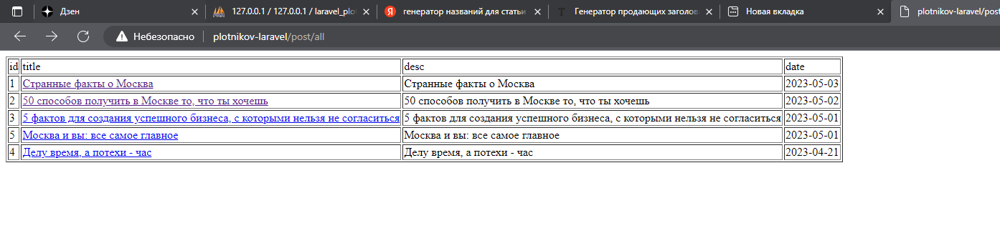 Дзен
127.0.0.1 / 127.0.0.1 / laravel_plo
генератор названий для статьи
Генератор продающих заголов
Новая вкладка
plotnikov-laravel/post
Небезопасно plotnikov-laravel/post/all
id title desc date
1 Странные факты о Москва Странные факты о Москва 2023-05-03
2 50 способов получить в Москве то, что ты хочешь 50 способов получить в Москве то, что ты хочешь 2023-05-02
3 5 фактов для создания успешного бизнеса, с которыми нельзя не согласиться 5 фактов для создания успешного бизнеса, с которыми нельзя не согласиться 2023-05-01
5 Москва и вы: все самое главное Москва и вы: все самое главное 2023-05-01
4 Делу время, а потехи - час Делу время, а потехи - час 2023-04-21